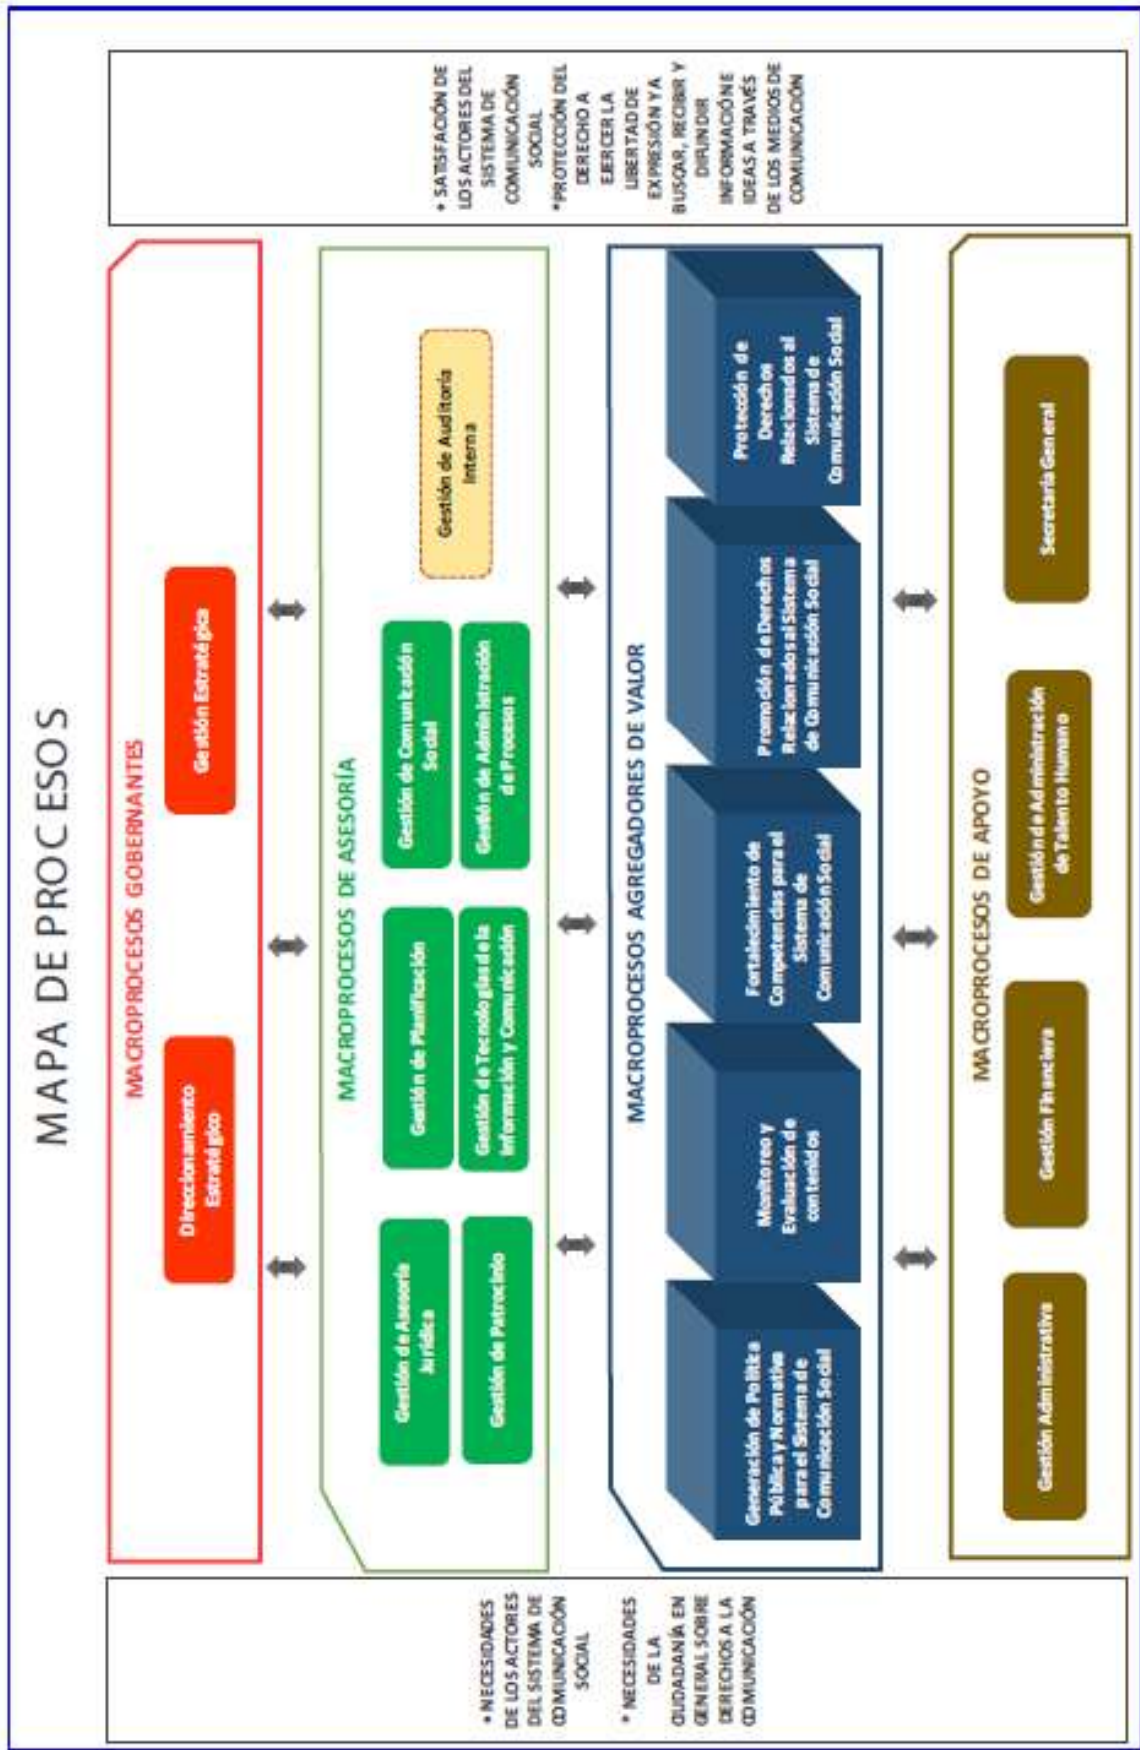 MAPA DE PROCESOS
* NECESIDADES
DE LOS ACTORES
DEL SISTEMA DE
COMUNICACIÓN
SOCIAL
* NECESIDADES
DE LA
CIUDADANÍA EN
GENERAL SOBRE
DERECHOS A LA
COMUNICACIÓN
MACROPROCESOS GOBERNANTES
Direccionamiento
Estratégico
Gestión Estratégica
MACROPROCESOS DE ASESORÍA
Gestión de Asesoría
Jurídica
Gestión de Patrocinio
Gestión de Planificación
Gestión de Tecnologías de la
Información y Comunicación
Gestión de Comunicación
Social
Gestión de Administración
de Procesos
Gestión de Auditoría
Interna
MACROPROCESOS AGREGADORES DE VALOR
Generación de Política
Pública y Normativa
para el Sistema de
Comunicación Social
Monitoreo y
Evaluación de
contenidos
Fortalecimiento de
Competencias para el
Sistema de
Comunicación Social
Promoción de Derechos
Relacionados al Sistema
de Comunicación Social
Protección de
Derechos
Relacionados al
Sistema de
Comunicación Social
MACROPROCESOS DE APOYO
Gestión Administrativa
Gestión Financiera
Gestión de Administración
de Talento Humano
Secretaría General
* SATISFACIÓN DE
LOS ACTORES DEL
SISTEMA DE
COMUNICACIÓN
SOCIAL
*PROTECCIÓN DEL
DERECHO A
EJERCER LA
LIBERTAD DE
EXPRESIÓN Y A
BUSCAR, RECIBIR Y
DIFUNDIR
INFORMACIÓN E
IDEAS A TRAVÉS
DE LOS MEDIOS DE
COMUNICACIÓN